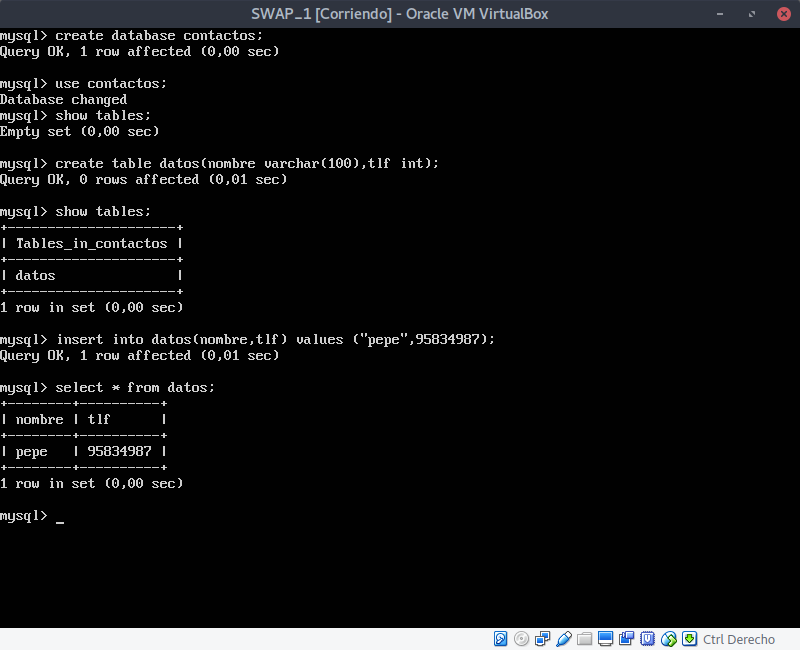 SWAP_1 [Corriendo] - Oracle VM VirtualBox
mysql> create database contactos;
Query OK, 1 row affected (0,00 sec)
mysql> use contactos;
Database changed
mysql> show tables;
Empty set (0,00 sec)
mysql> create table datos(nombre varchar(100),tlf int);
Query OK, 0 rows affected (0,01 sec)
mysql> show tables;
+---------------------+
| Tables_in_contactos |
+---------------------+
| datos               |
+---------------------+
1 row in set (0,00 sec)
mysql>  insert into datos(nombre,tlf) values ("pepe",95834987);
Query OK, 1 row affected (0,01 sec)
mysql> select * from datos;
+--------+----------+
| nombre | tlf      |
+--------+----------+
| pepe   | 95834987 |
+--------+----------+
1 row in set (0,00 sec)
mysql> _
Ctrl Derecho